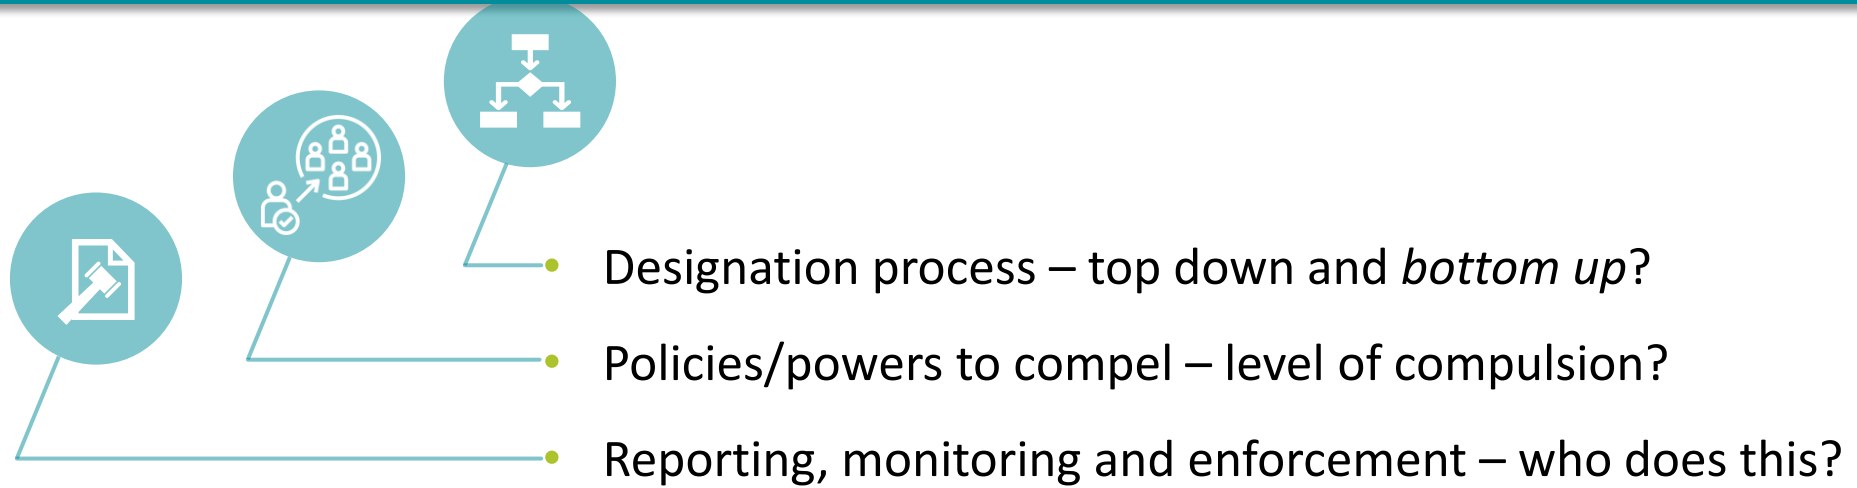 • Designation process – top down and bottom up?
• Policies/powers to compel – level of compulsion?
• Reporting, monitoring and enforcement – who does this?